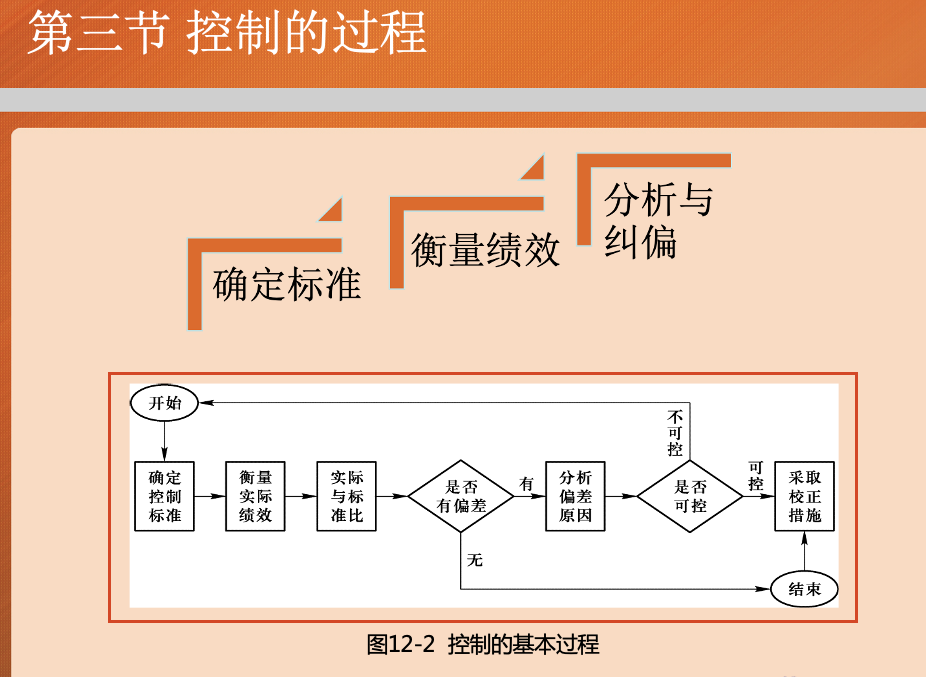 第三节 控制的过程
确定标准
衡量绩效
分析与
纠偏
开始
确定
控制
标准
衡量
实际
绩效
实际
与标
准比
是否
有偏差
有
无
分析
偏差
原因
是否
可控
不
可
控
可
控
采取
校正
措施
结束
图12-2 控制的基本过程